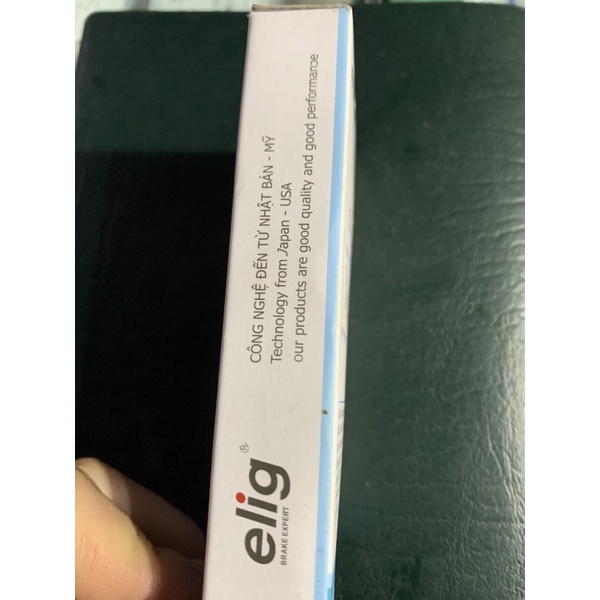 CÔNG NGHỆ ĐẾN TỪ NHẬT BẢN - MỸ
Technology from Japan - USA
our products are good quality and good performance
elig®
BRAKE EXPERT